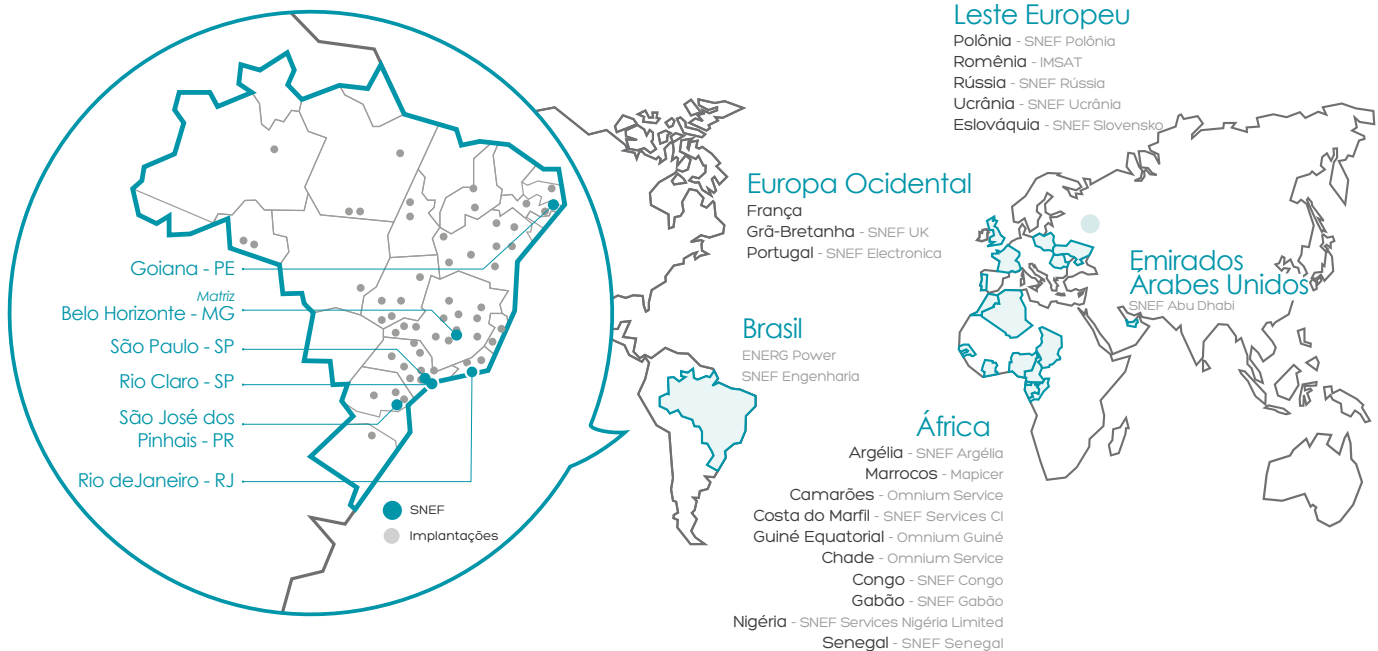 Goiana - PE
Matriz
Belo Horizonte - MG
São Paulo - SP
Rio Claro - SP
São José dos
Pinhais - PR
Rio deJaneiro - RJ
SNEF
Implantações
Leste Europeu
Polônia - SNEF Polônia
Romênia - IMSAT
Rússia - SNEF Rússia
Ucrânia - SNEF Ucrânia
Eslováquia - SNEF Slovensko
Europa Ocidental
França
Grã-Bretanha - SNEF UK
Portugal - SNEF Electronica
Emirados
Árabes Unidos
SNEF Abu Dhabi
Brasil
ENERG Power
SNEF Engenharia
África
Argélia - SNEF Argélia
Marrocos - Mapicer
Camarões - Omnium Service
Costa do Marfil - SNEF Services CI
Guiné Equatorial - Omnium Guiné
Chade - Omnium Service
Congo - SNEF Congo
Gabão - SNEF Gabão
Nigéria - SNEF Services Nigéria Limited
Senegal - SNEF Senegal